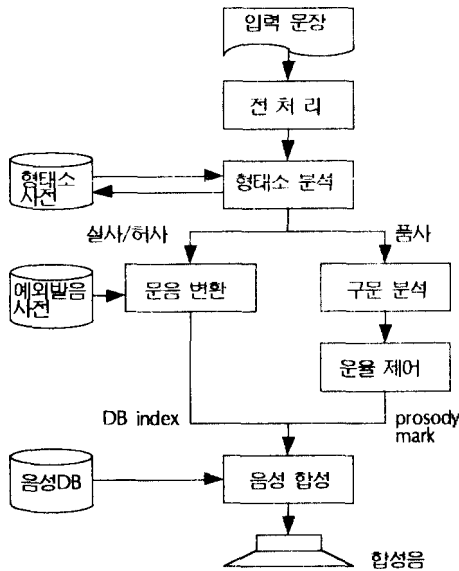 입력 문장
전 처 리
형태소
사전
형태소 분석
실사/허사
품사
예외발음
사전
문음 변환
구문 분석
운율 제어
DB index
prosody
mark
음성DB
음성 합성
합성음